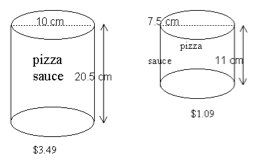 10 cm
pizza
sauce
20.5 cm
$3.49
7.5 cm
pizza
sauce
11 cm
$1.09